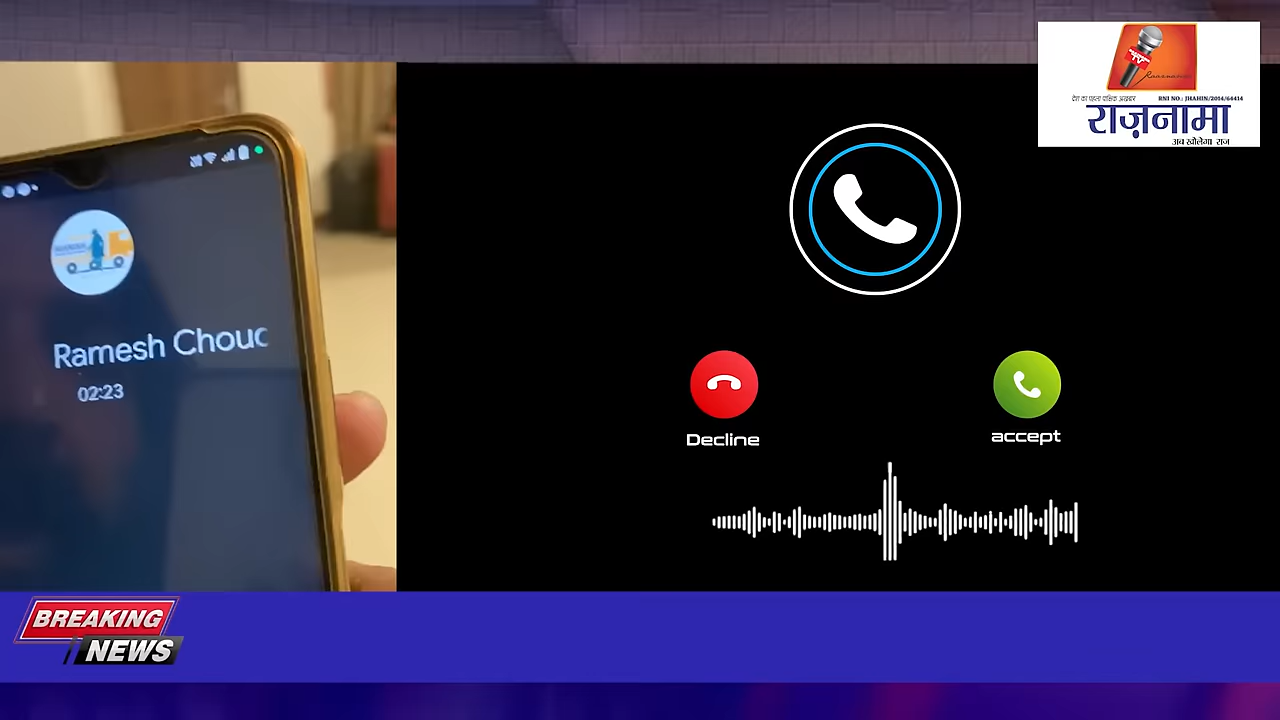 देश का पहला पाक्षिक अख़बार
RNI NO.: JHAHIN/2014/64414
राज़नामा
अब खोलेगा राज
Ramesh Chouc
02:23
Decline
accept
BREAKING
NEWS